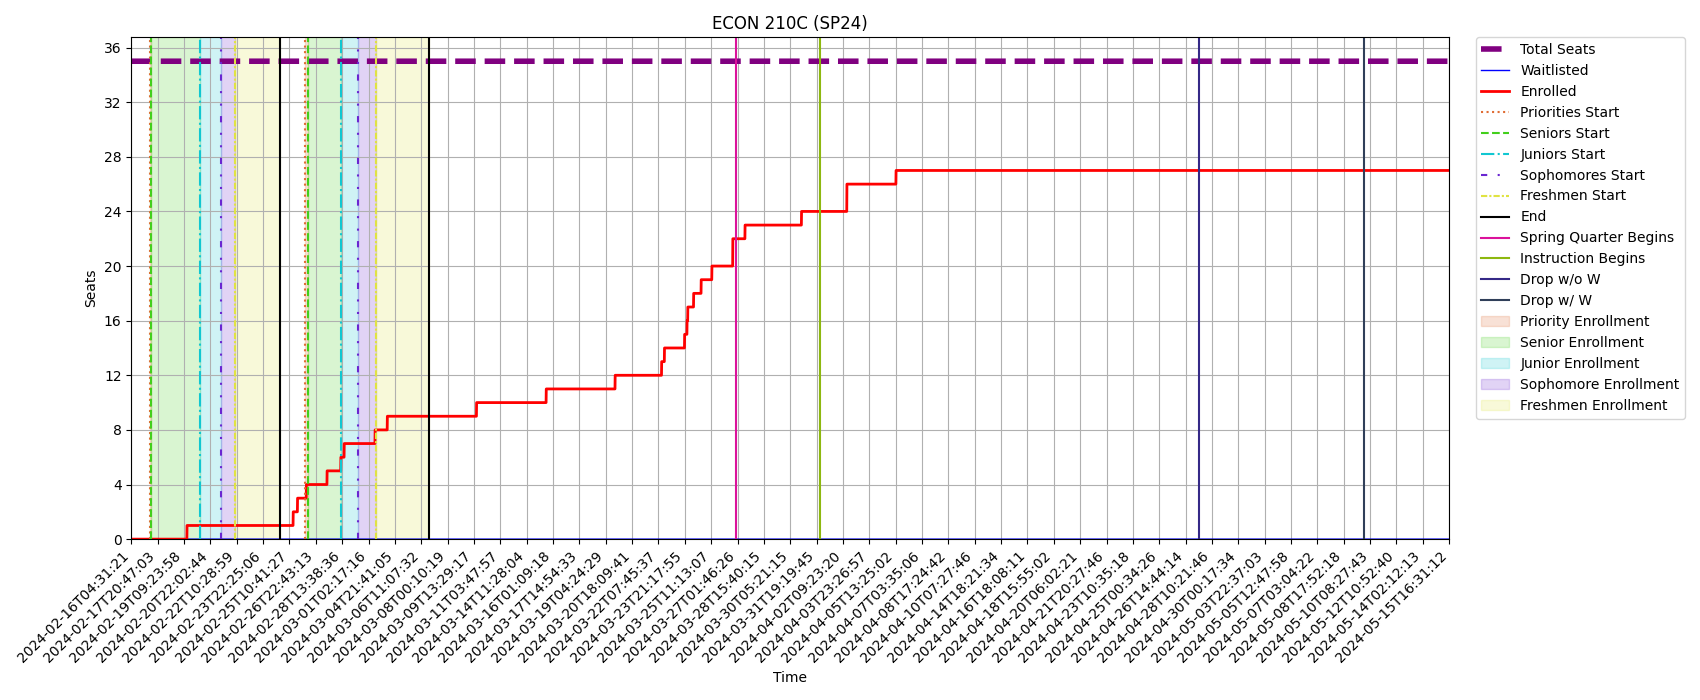 ECON 210C (SP24)
Seats
36
32
28
24
20
16
12
8
4
0
2024-02-16T04:31:21
2024-02-17T20:47:03
2024-02-19T09:23:58
2024-02-20T22:02:44
2024-02-22T10:28:59
2024-02-23T22:25:06
2024-02-25T10:41:27
2024-02-26T22:43:13
2024-02-28T13:38:36
2024-03-01T02:17:16
2024-03-04T21:41:05
2024-03-06T11:07:32
2024-03-08T00:10:19
2024-03-09T13:29:17
2024-03-11T03:47:57
2024-03-14T11:28:04
2024-03-16T01:09:18
2024-03-17T14:54:33
2024-03-19T04:24:29
2024-03-20T18:09:41
2024-03-22T07:45:37
2024-03-23T21:17:55
2024-03-25T11:13:07
2024-03-27T01:46:26
2024-03-28T15:40:15
2024-03-30T05:21:15
2024-03-31T19:19:45
2024-04-02T09:23:20
2024-04-03T23:26:57
2024-04-05T13:25:02
2024-04-07T03:35:06
2024-04-08T17:24:42
2024-04-10T07:27:46
2024-04-14T18:21:34
2024-04-16T18:08:11
2024-04-18T15:55:02
2024-04-20T06:02:21
2024-04-21T20:27:46
2024-04-23T10:35:18
2024-04-25T00:34:26
2024-04-26T14:44:14
2024-04-28T10:21:46
2024-04-30T00:17:34
2024-05-03T22:37:03
2024-05-05T12:47:58
2024-05-07T03:04:22
2024-05-08T17:52:18
2024-05-10T08:27:43
2024-05-12T10:52:40
2024-05-14T02:12:13
2024-05-15T16:31:12
Time
Total Seats
Waitlisted
Enrolled
Priorities Start
Seniors Start
Juniors Start
Sophomores Start
Freshmen Start
End
Spring Quarter Begins
Instruction Begins
Drop w/o W
Drop w/ W
Priority Enrollment
Senior Enrollment
Junior Enrollment
Sophomore Enrollment
Freshmen Enrollment